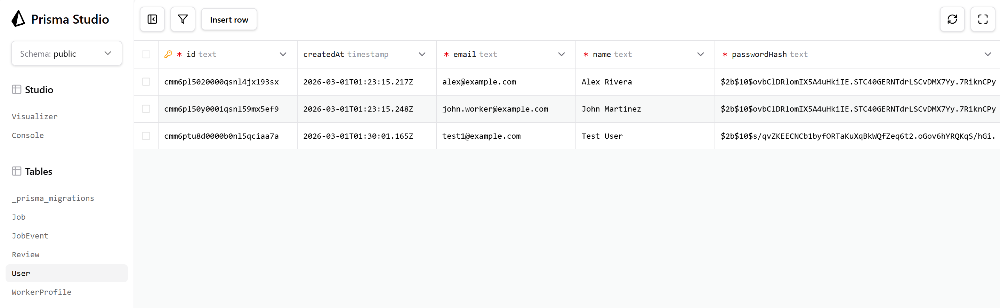 Prisma Studio
Schema: public
Studio
Visualizer
Console
Tables
_prisma_migrations
Job
JobEvent
Review
User
WorkerProfile
Insert row
* id text createdAt timestamp * email text * name text * passwordHash text
cmm6pl5020000qsnl4jx193sx 2026-03-01T01:23:15.217Z alex@example.com Alex Rivera $2b$10$ovbClDRlomIX5A4uHkiIE.STC40GERNTdrLSCvDMX7Yy.7RiknCPy
cmm6pl50y0001qsnl59mx5ef9 2026-03-01T01:23:15.248Z john.worker@example.com John Martinez $2b$10$ovbClDRlomIX5A4uHkiIE.STC40GERNTdrLSCvDMX7Yy.7RiknCPy
cmm6ptu8d0000b0nl5qciaa7a 2026-03-01T01:30:01.165Z test1@example.com Test User $2b$10$s/qvZKEECNCb1byfORTaKuXqBkWQfZeq6t2.oGov6hYRQKqS/hGi.